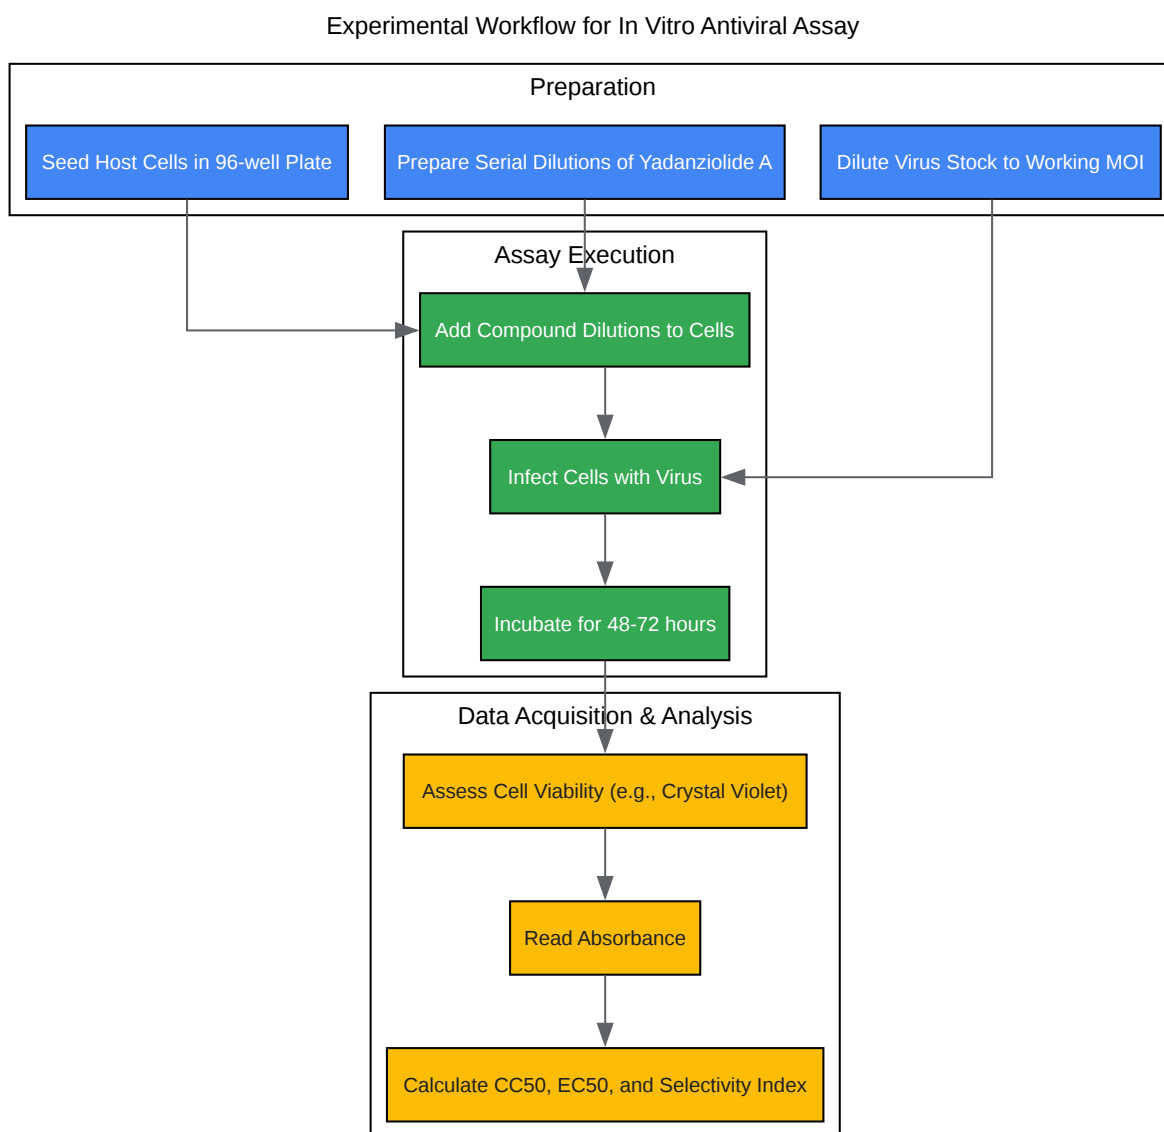 Experimental Workflow for In Vitro Antiviral Assay
Preparation
Seed Host Cells in 96-well Plate
Prepare Serial Dilutions of Yadanziolide A
Dilute Virus Stock to Working MOI
Assay Execution
Add Compound Dilutions to Cells
Infect Cells with Virus
Incubate for 48-72 hours
Data Acquisition & Analysis
Assess Cell Viability (e.g., Crystal Violet)
Read Absorbance
Calculate CC50, EC50, and Selectivity Index